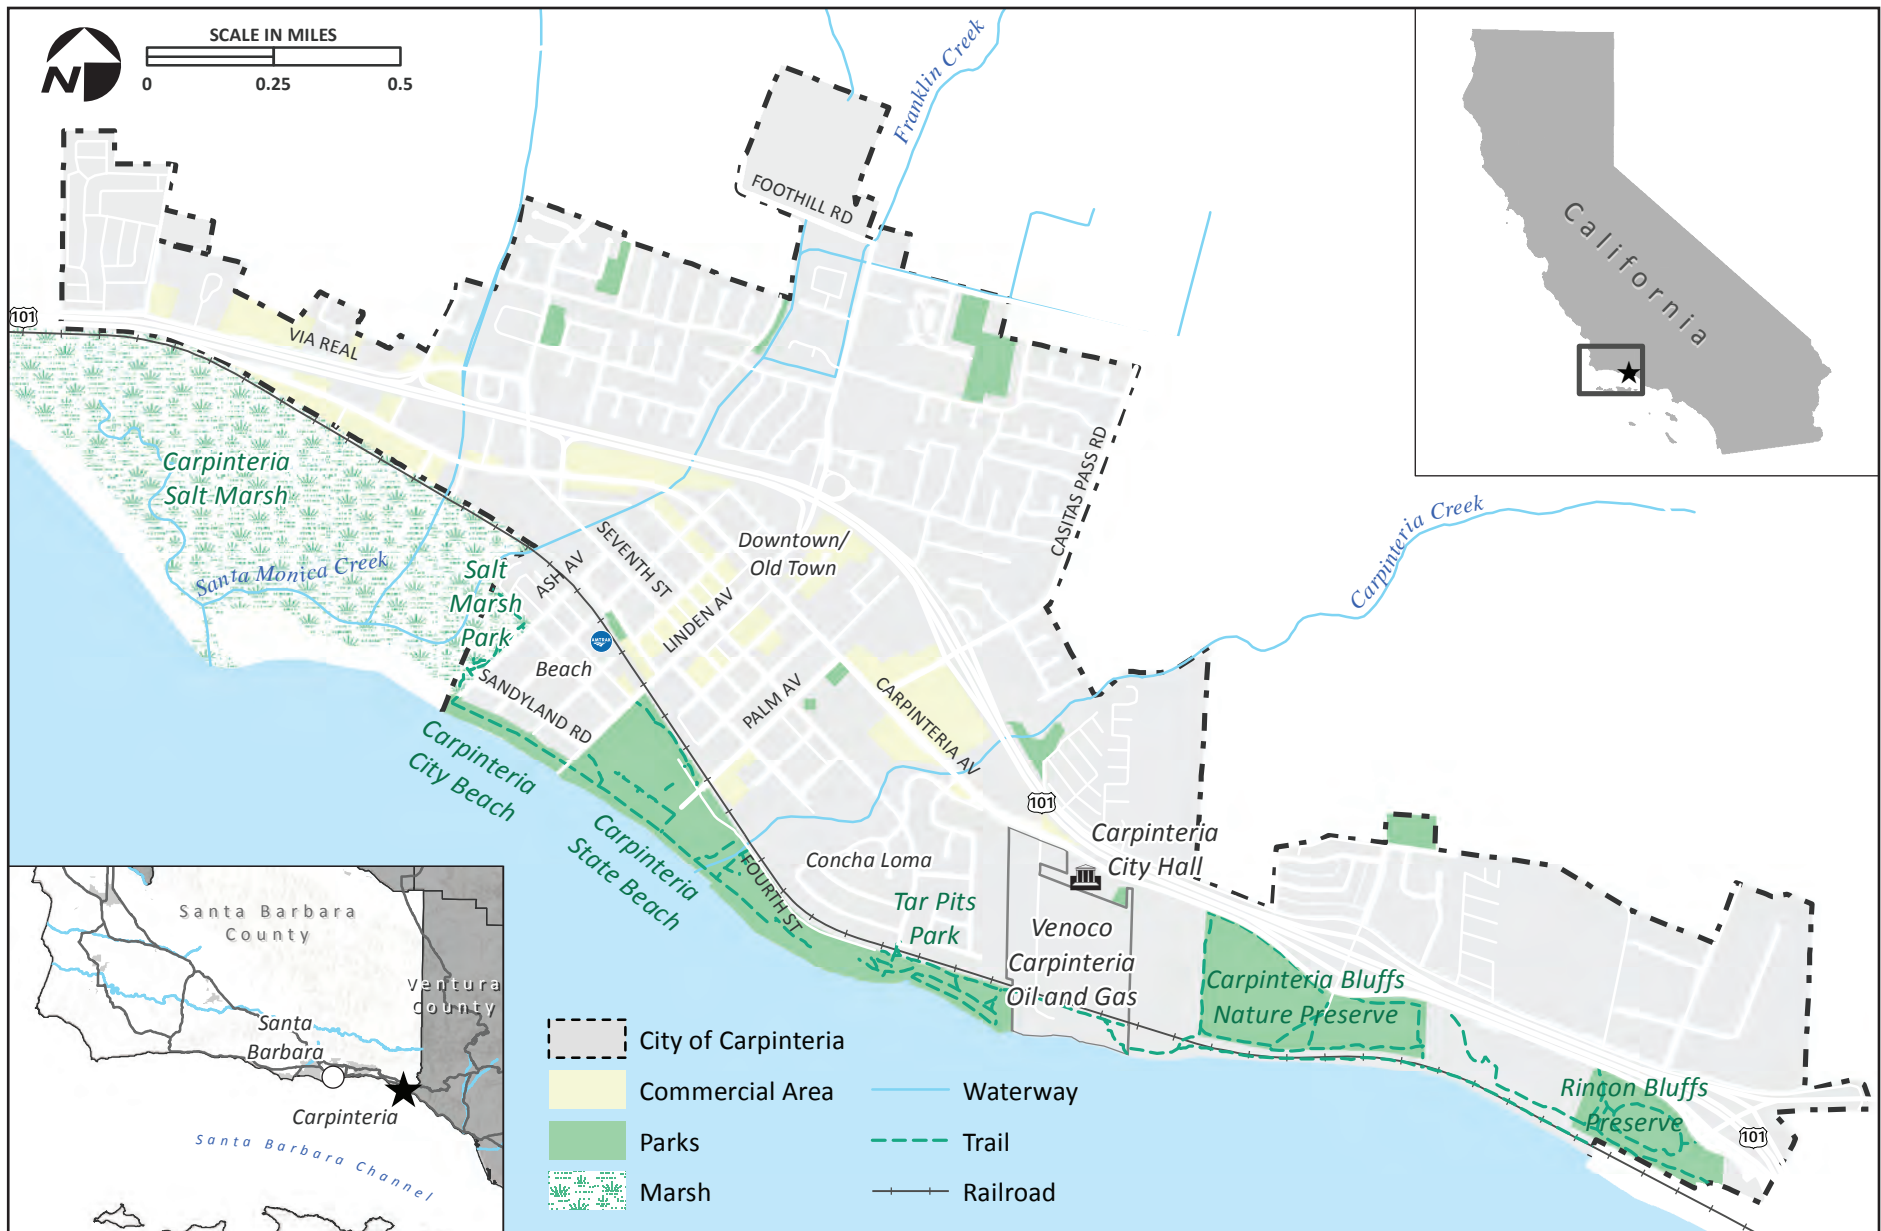 SCALE IN MILES
0 0.25 0.5
N
Franklin Creek
FOOTHILL RD
California
101
VIA REAL
CASITAS PASS RD
Carpinteria
Salt Marsh
Santa Monica Creek
Salt
Marsh
Park
ASH AV
SEVENTH ST
Downtown/
Old Town
LINDEN AV
AMTRAK
Beach
SANDYLAND RD
PALM AV
CARPINTERIA AV
Carpinteria Creek
Carpinteria
City Beach
Carpinteria
State Beach
FOURTH ST
Concha Loma
101
Carpinteria
City Hall
Tar Pits
Park
Venoco
Carpinteria
Oil and Gas
Carpinteria Bluffs
Nature Preserve
Rincon Bluffs
Preserve
101
Santa Barbara
County
Ventura
County
Santa
Barbara
Carpinteria
Santa Barbara Channel
City of Carpinteria
Commercial Area
Waterway
Parks
Trail
Marsh
Railroad